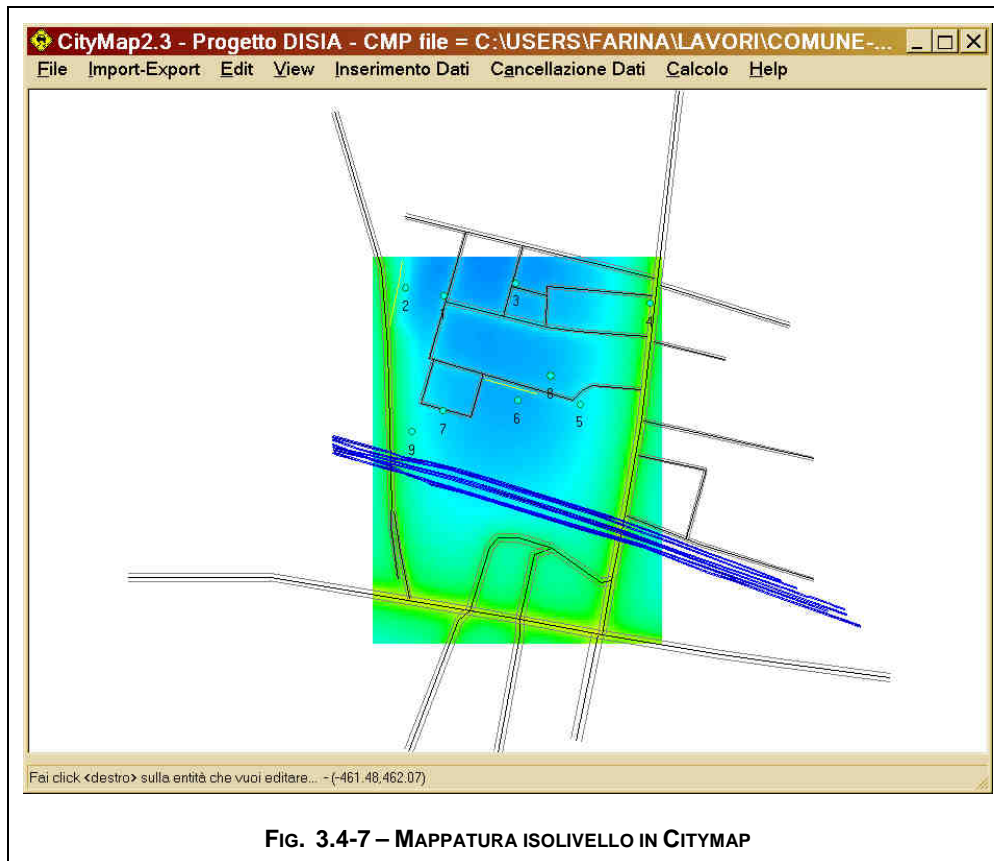 CityMap2.3 - Progetto DISIA - CMP file = C:\USERS\FARINA\LAVORI\COMUNE-...
File Import-Export Edit View Inserimento Dati Cancellazione Dati Calcolo Help
2
1
3
4
8
6
5
7
9
Fai click <destro> sulla entità che vuoi editare... - (-461.48,462.07)
FIG. 3.4-7 – MAPPATURA ISOLIVELLO IN CITYMAP